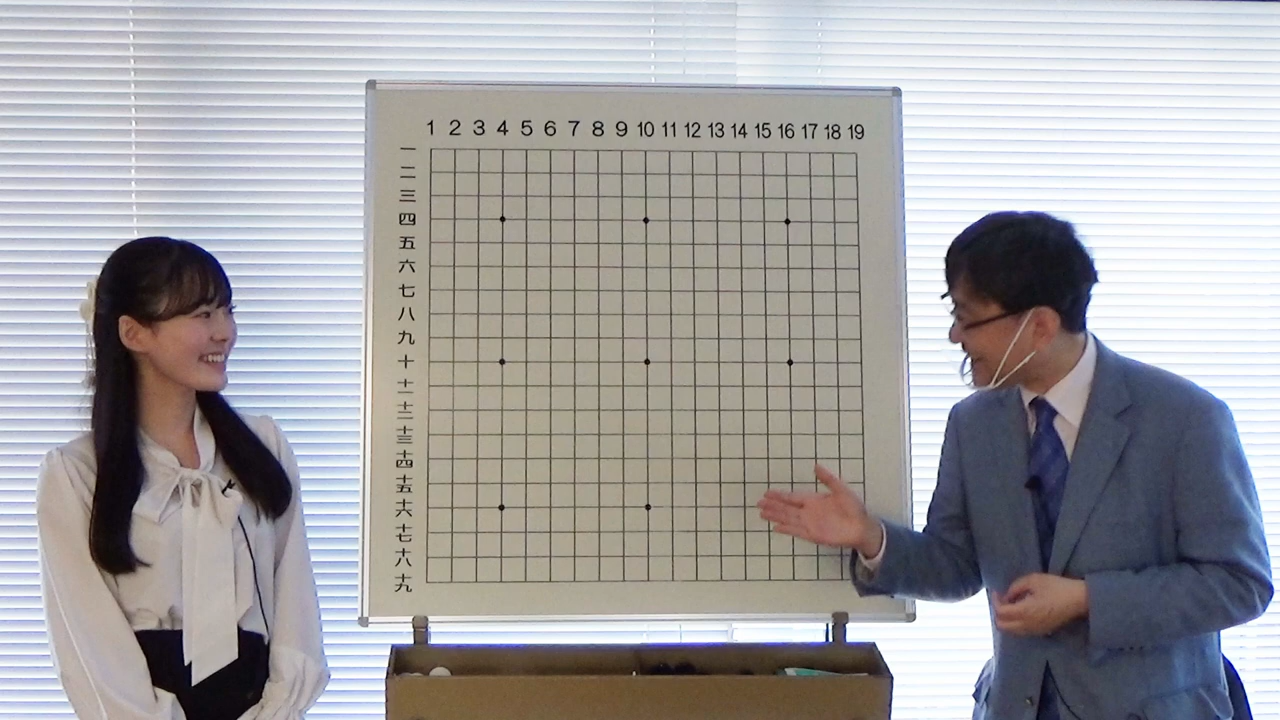 1 2 3 4 5 6 7 8 9 10 11 12 13 14 15 16 17 18 19
一
二
三
四
五
六
七
八
九
十
十一
十二
十三
十四
十五
十六
十七
十八
十九